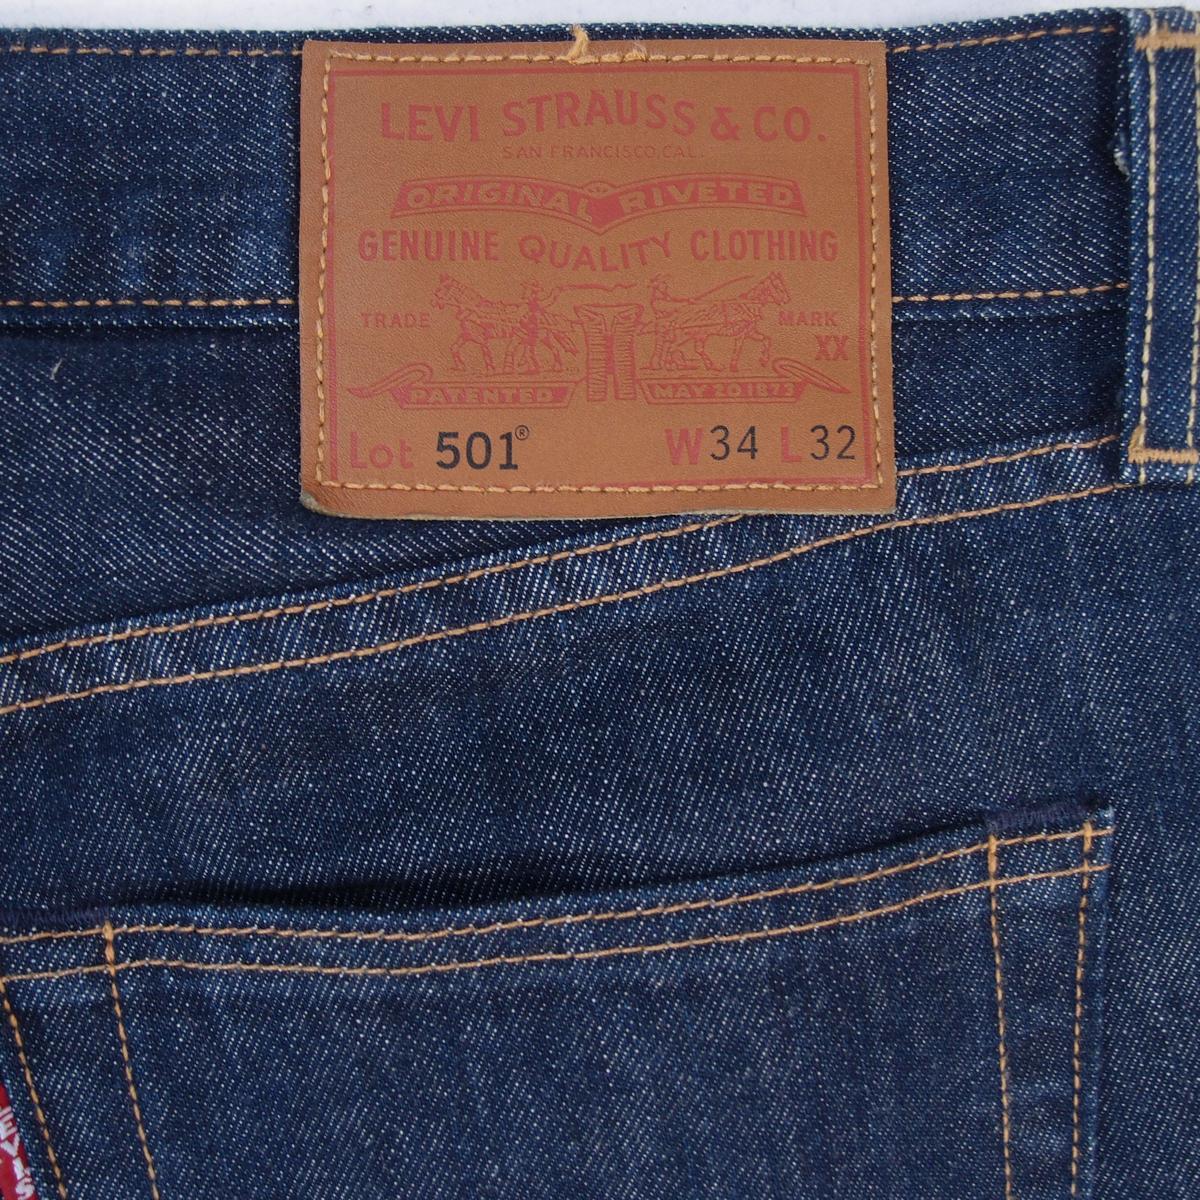 LEVI STRAUSS & CO.
SAN FRANCISCO, CAL.
ORIGINAL RIVETED
GENUINE QUALITY CLOTHING
TRADE MARK
XX
PATENTED MAY 20 1873
Lot 501® W34 L32
LEVI'S